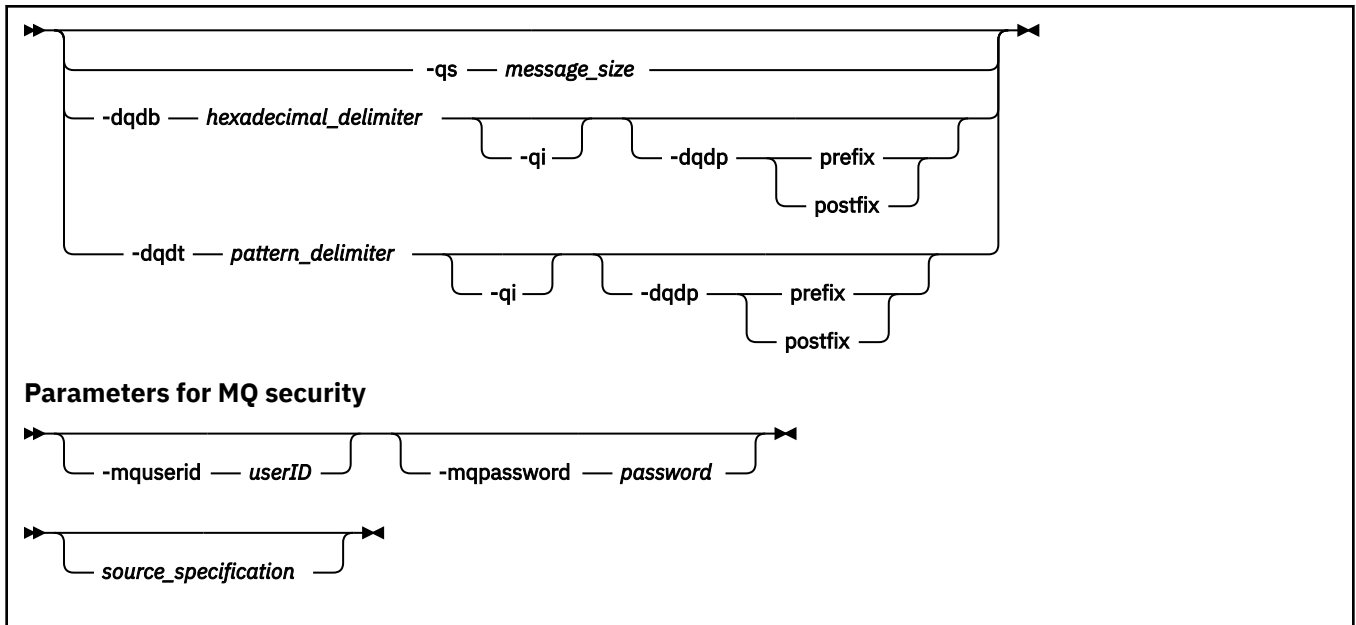 -qs message_size
-dqdb hexadecimal_delimiter
-qi -dqdp prefix
postfix
-dqdt pattern_delimiter
-qi -dqdp prefix
postfix
Parameters for MQ security
-mquserid userID -mqpassword password
source_specification